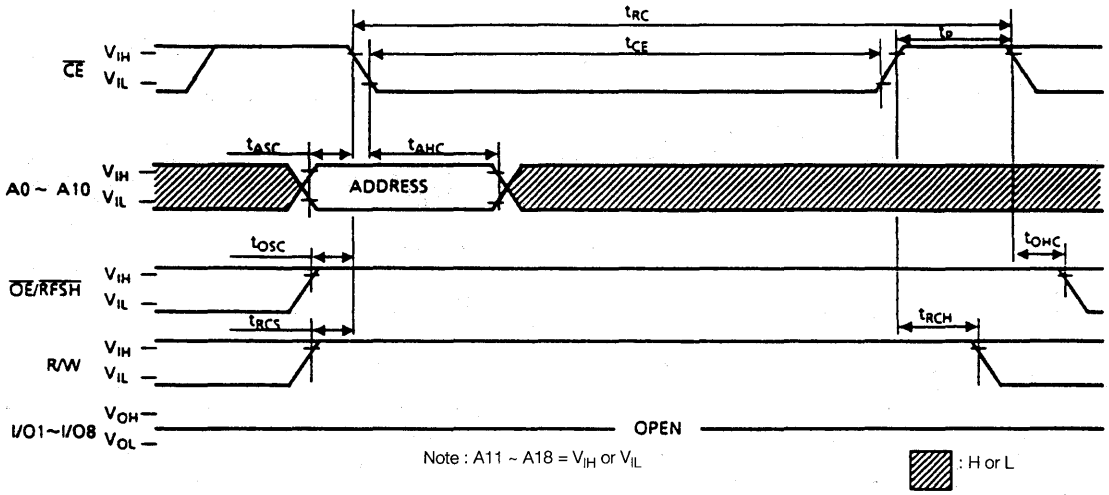 tRC
tCE
tP
CE
VIH
VIL
tASC
tAHC
A0 ~ A10
VIH
VIL
ADDRESS
tOSC
tOHC
OE/RFSH
VIH
VIL
tRCS
tRCH
R/W
VIH
VIL
I/O1~I/O8
VOH
VOL
OPEN
Note : A11 ~ A18 = VIH or VIL
: H or L